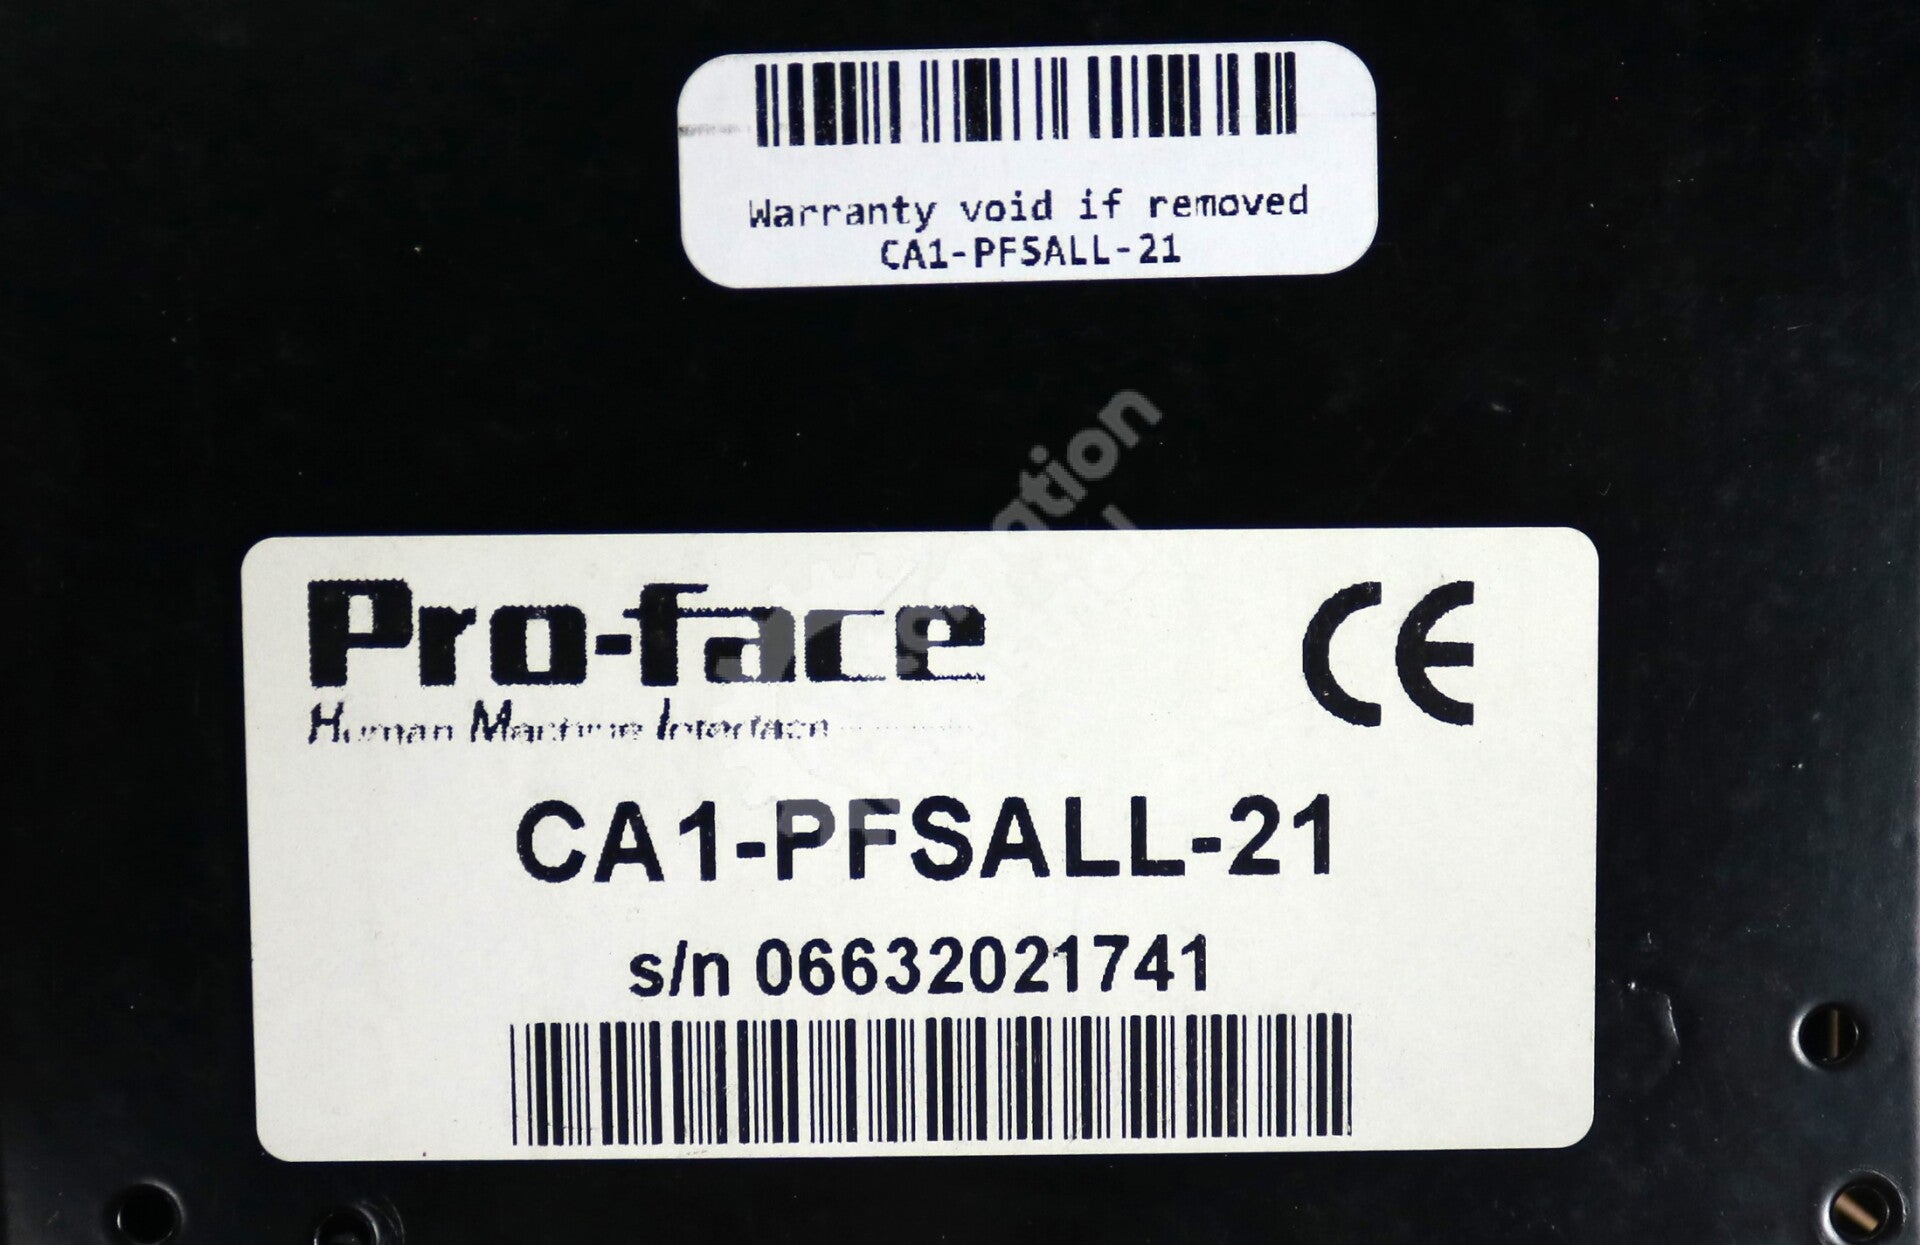 Warranty void if removed
CA1-PFSALL-21
Pro-face
CE
Human Machine Interface
CA1-PFSALL-21
s/n 06632021741